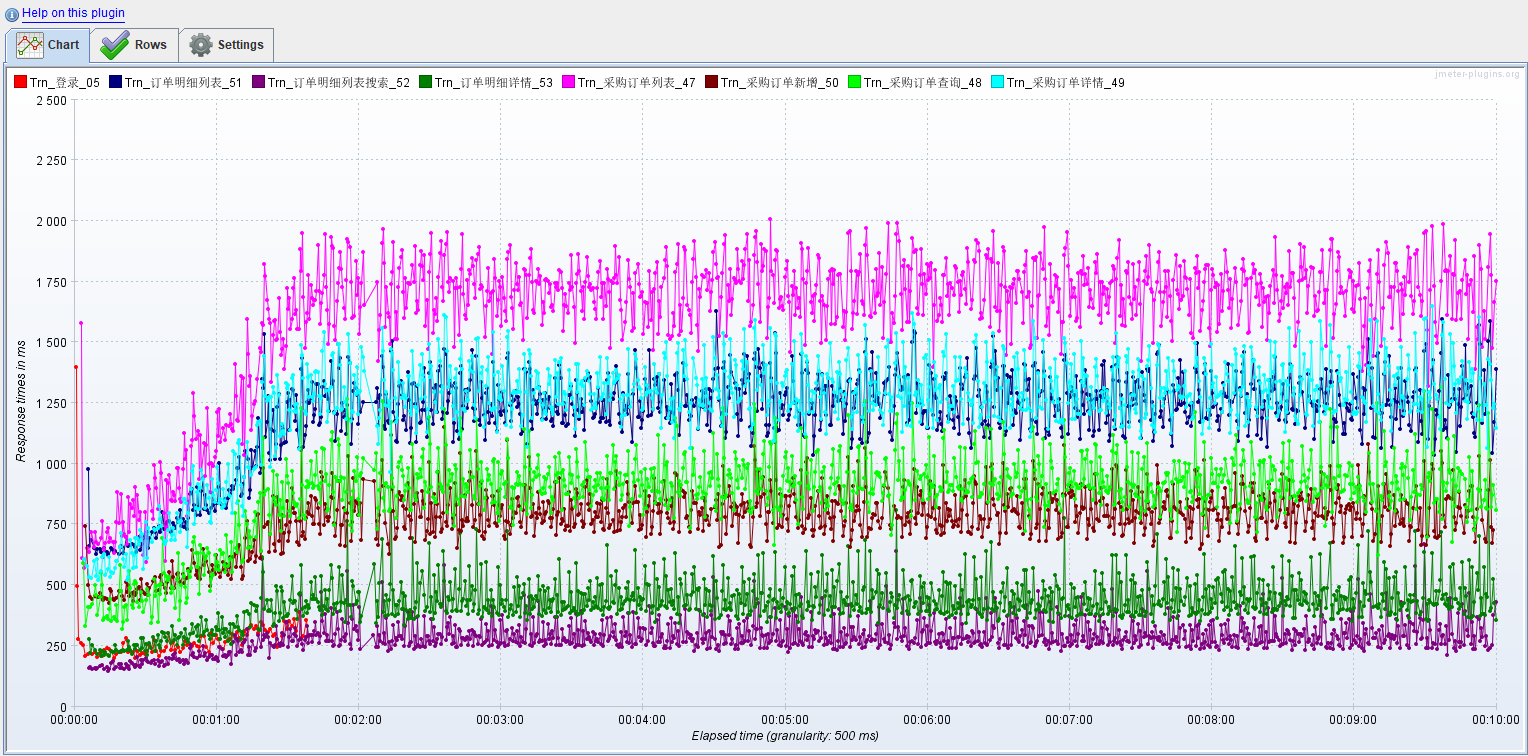 Help on this plugin
Chart Rows Settings
jmeter-plugins.org
Trn_登录_05 Trn_订单明细列表_51 Trn_订单明细列表搜索_52 Trn_订单明细详情_53 Trn_采购订单列表_47 Trn_采购订单新增_50 Trn_采购订单查询_48 Trn_采购订单详情_49
2 500
2 250
2 000
1 750
1 500
1 250
1 000
750
500
250
0
Response times in ms
00:00:00 00:01:00 00:02:00 00:03:00 00:04:00 00:05:00 00:06:00 00:07:00 00:08:00 00:09:00 00:10:00
Elapsed time (granularity: 500 ms)